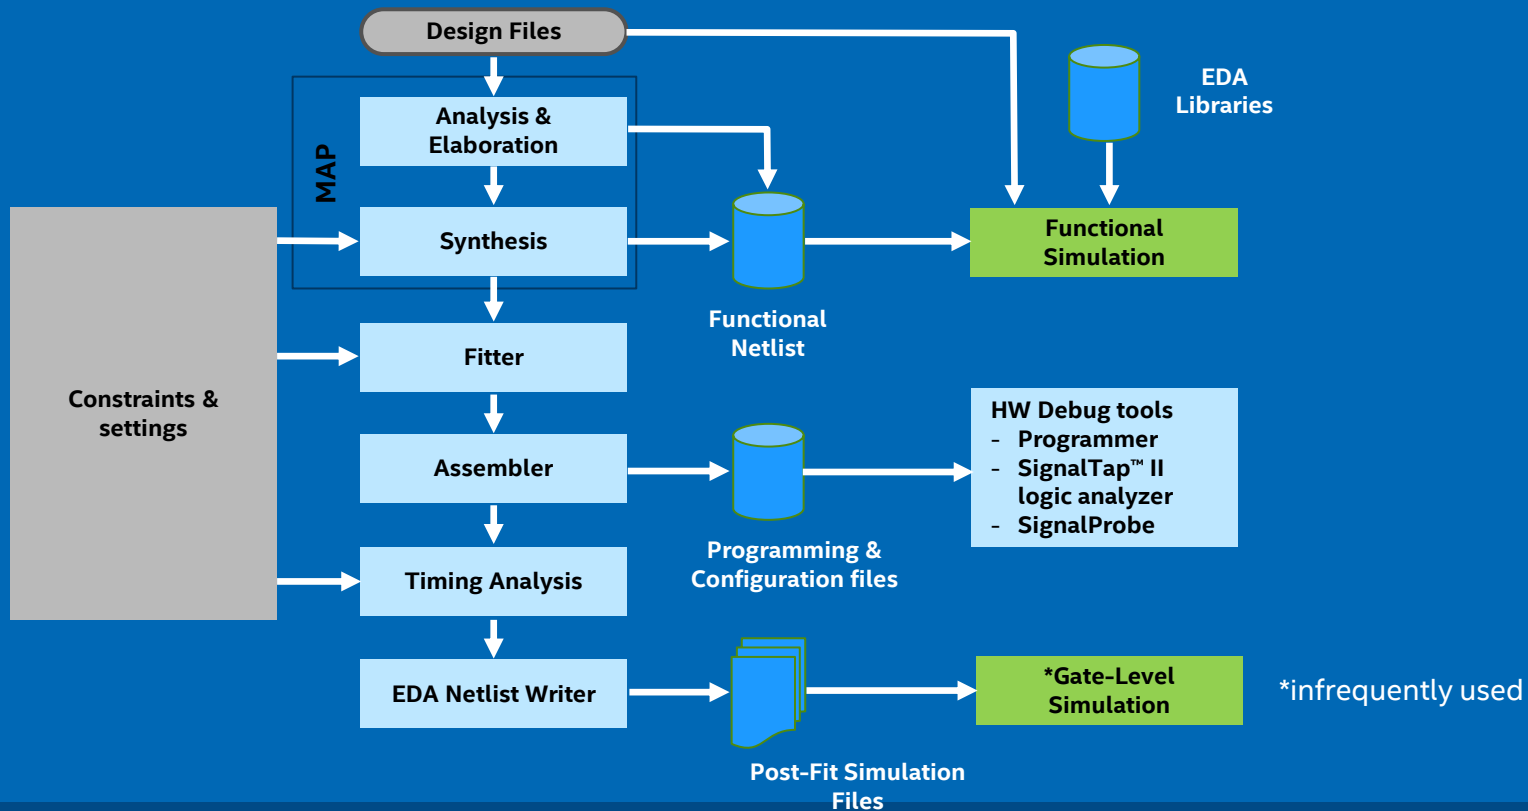 Design Files
EDA
Libraries
Analysis &
Elaboration
MAP
Synthesis
Functional
Simulation
Functional
Netlist
Fitter
Constraints &
settings
HW Debug tools
- Programmer
- SignalTap™ II
logic analyzer
- SignalProbe
Assembler
Programming &
Configuration files
Timing Analysis
EDA Netlist Writer
*Gate-Level
Simulation
*infrequently used
Post-Fit Simulation
Files